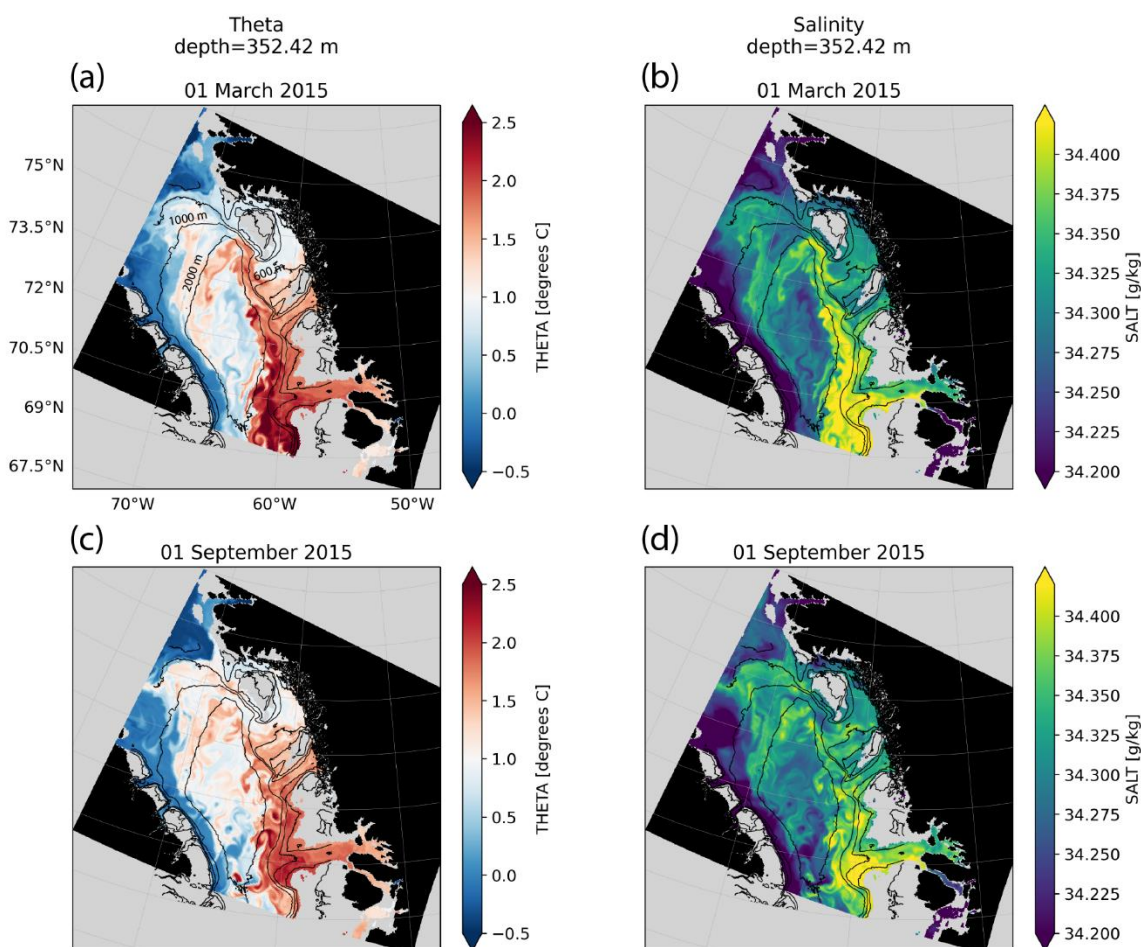 Theta
depth=352.42 m
Salinity
depth=352.42 m
(a)
01 March 2015
75°N
73.5°N
72°N
70.5°N
69°N
67.5°N
70°W
60°W
50°W
1000 m
2000 m
600 m
2.5
2.0
1.5
1.0
0.5
0.0
−0.5
THETA [degrees C]
(b)
01 March 2015
34.400
34.375
34.350
34.325
34.300
34.275
34.250
34.225
34.200
SALT [g/kg]
(c)
01 September 2015
2.5
2.0
1.5
1.0
0.5
0.0
−0.5
THETA [degrees C]
(d)
01 September 2015
34.400
34.375
34.350
34.325
34.300
34.275
34.250
34.225
34.200
SALT [g/kg]